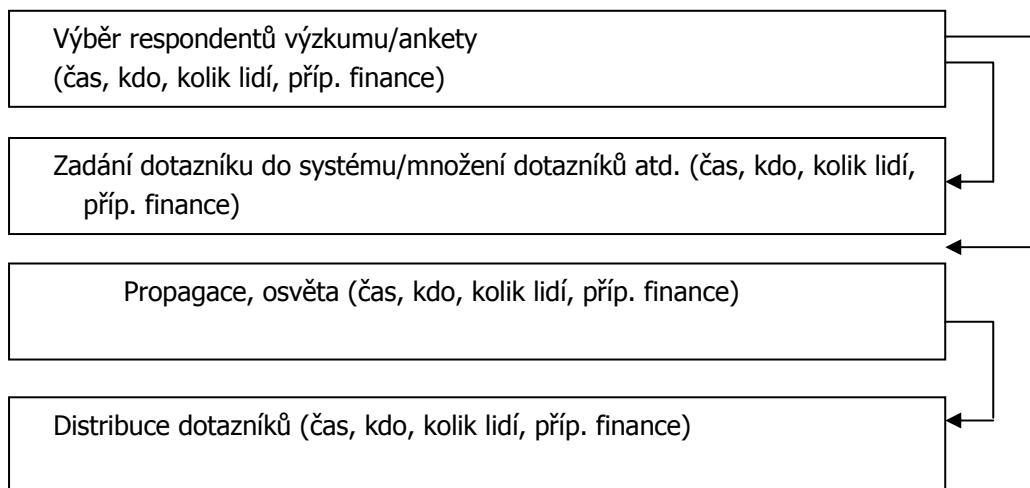 Výběr respondentů výzkumu/ankety
(čas, kdo, kolik lidí, příp. finance)
Zadání dotazníku do systému/množení dotazníků atd. (čas, kdo, kolik lidí,
příp. finance)
Propagace, osvěta (čas, kdo, kolik lidí, příp. finance)
Distribuce dotazníků (čas, kdo, kolik lidí, příp. finance)